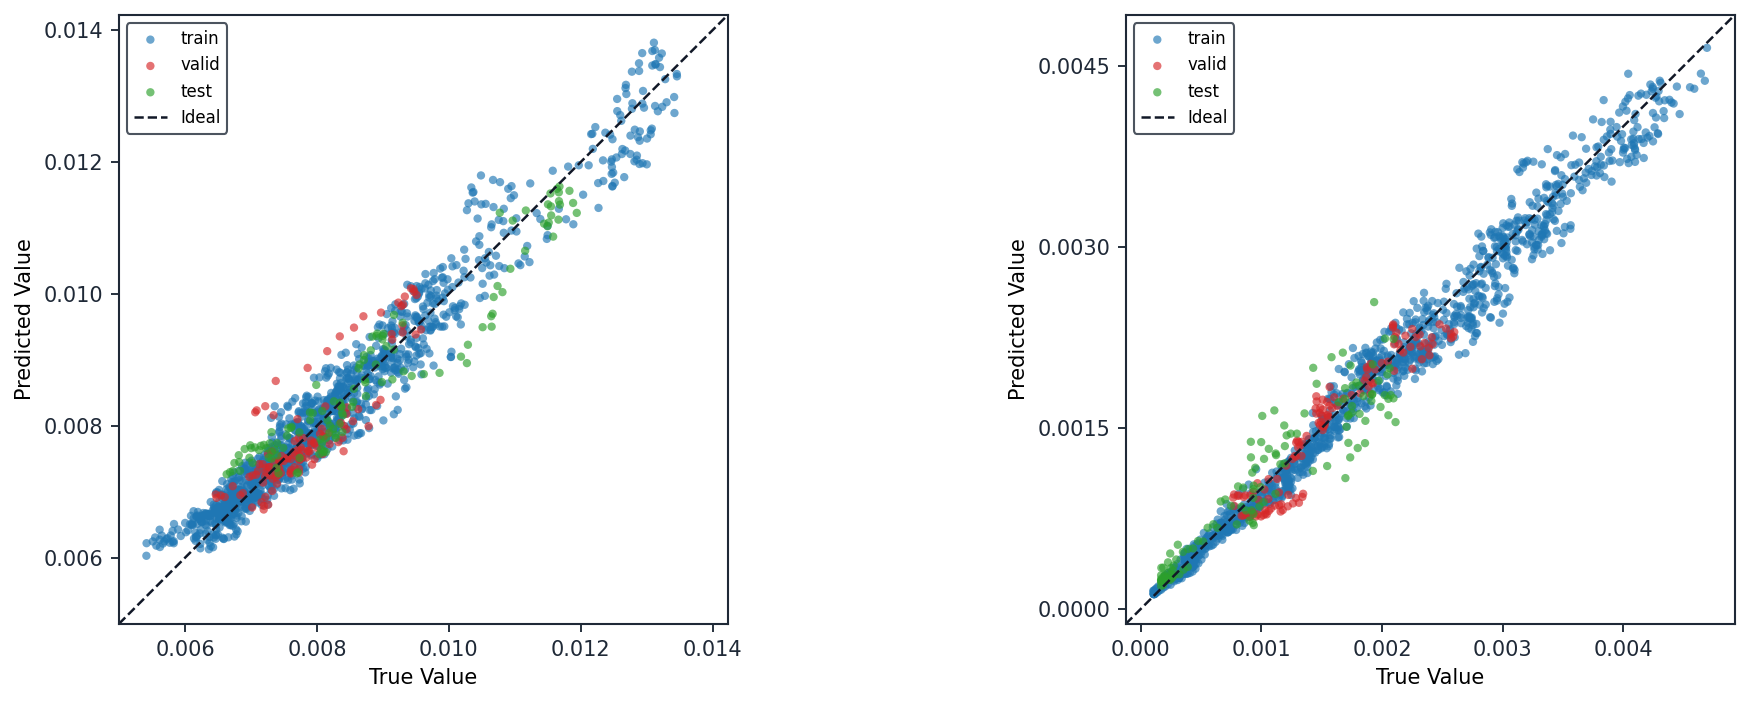 0.014
0.012
0.010
0.008
0.006
Predicted Value
train
valid
test
Ideal
0.006
0.008
0.010
0.012
0.014
True Value
0.0045
0.0030
0.0015
0.0000
Predicted Value
train
valid
test
Ideal
0.000
0.001
0.002
0.003
0.004
True Value